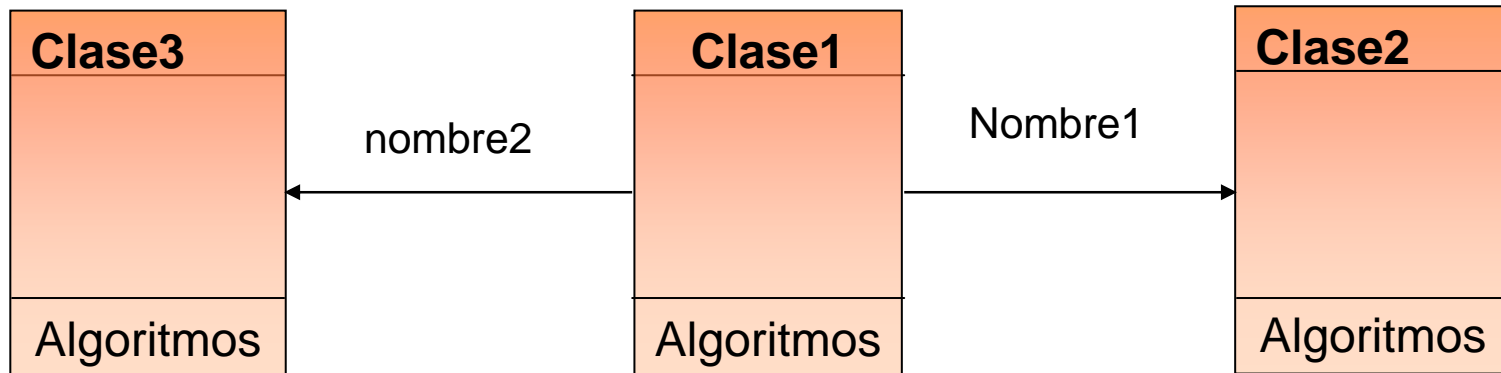 Clase3
Clase1
Clase2
nombre2
Nombre1
Algoritmos
Algoritmos
Algoritmos